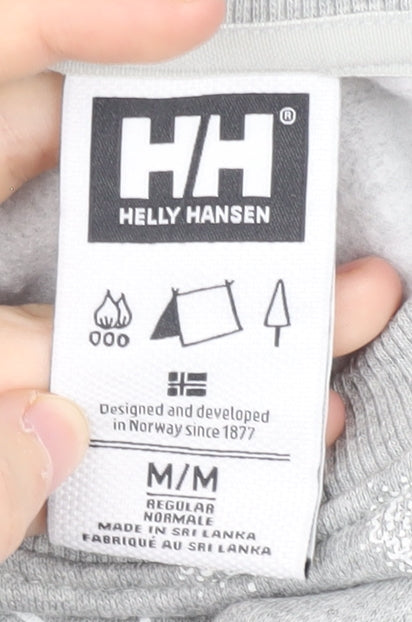 HH®
HELLY HANSEN
Designed and developed
in Norway since 1877
M/M
REGULAR
NORMALE
MADE IN SRI LANKA
FABRIQUÉ AU SRI LANKA